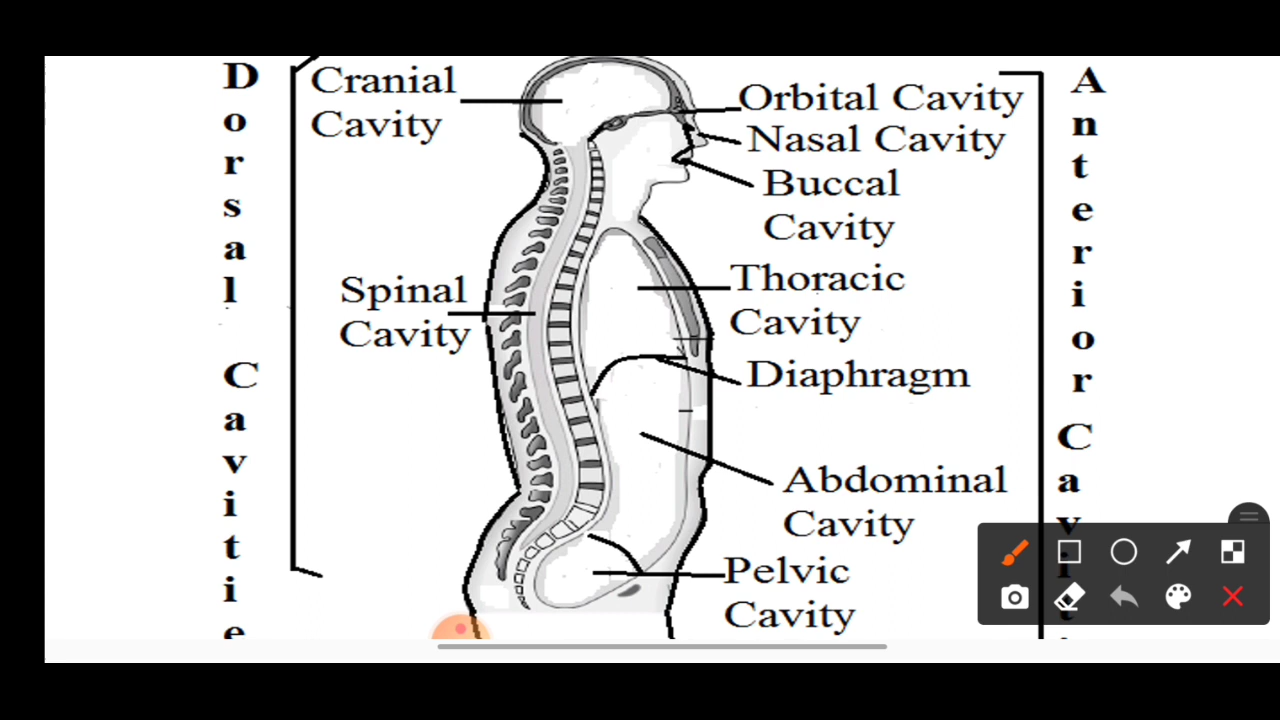 Dorsal Cavitie
Cranial
Cavity
Spinal
Cavity
Orbital Cavity
Nasal Cavity
Buccal
Cavity
Thoracic
Cavity
Diaphragm
Abdominal
Cavity
Pelvic
Cavity
Anterior Cav